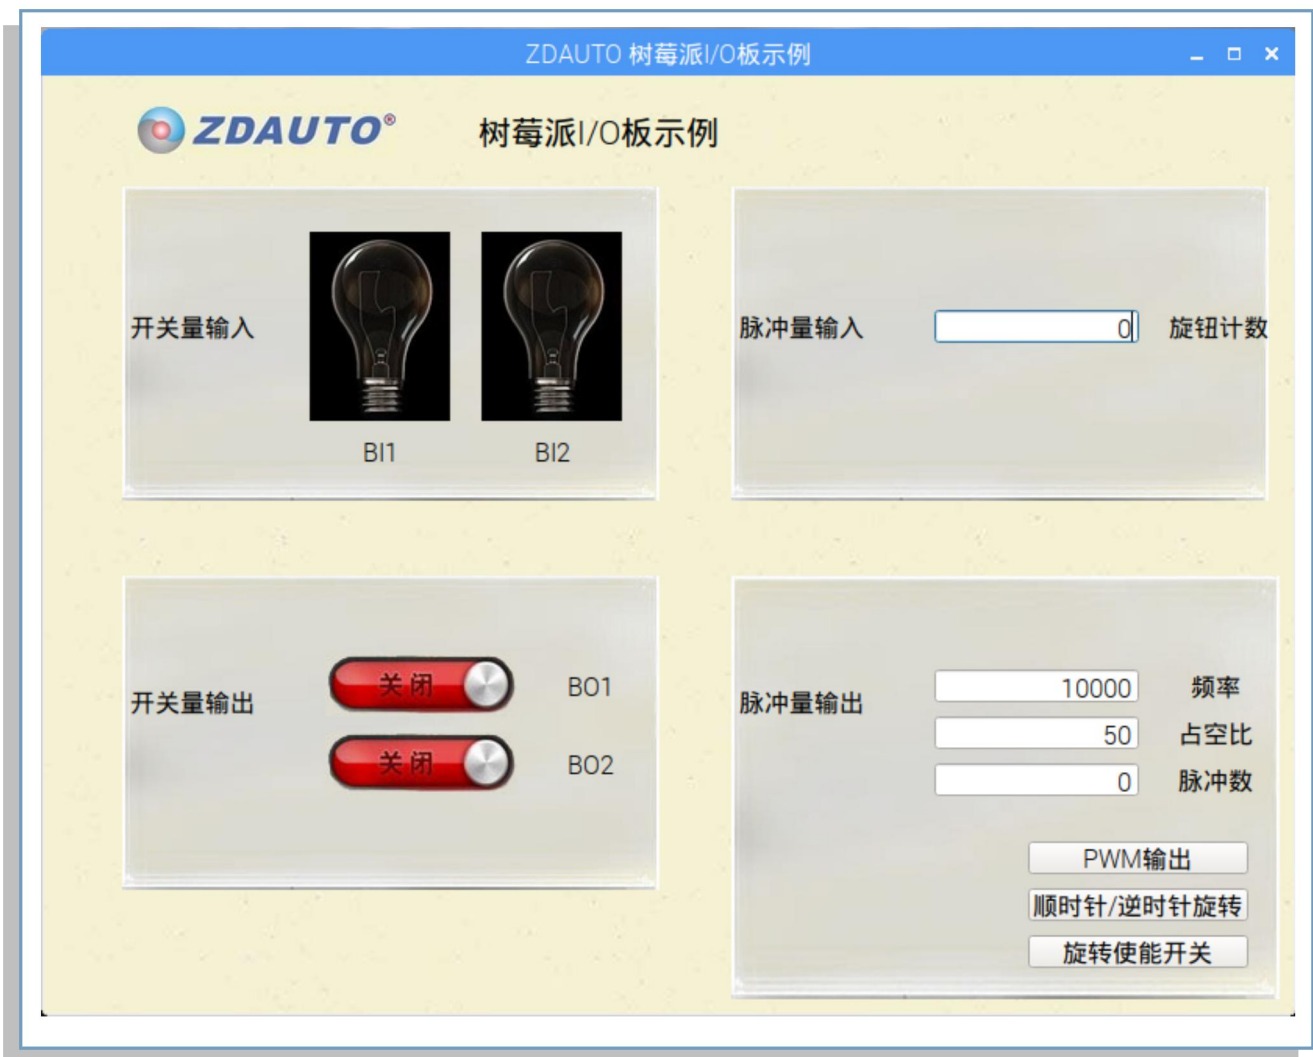 ZDAUTO 树莓派I/O板示例
ZDAUTO®
树莓派I/O板示例
开关量输入
BI1
BI2
脉冲量输入
0
旋钮计数
开关量输出
关闭
BO1
关闭
BO2
脉冲量输出
10000
频率
50
占空比
0
脉冲数
PWM输出
顺时针/逆时针旋转
旋转使能开关